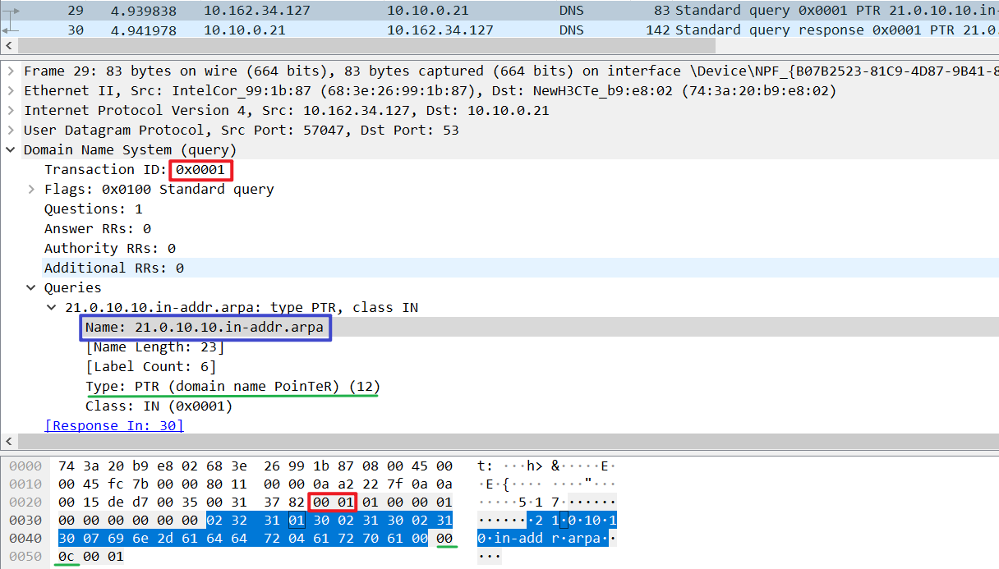 29 4.939838 10.162.34.127 10.10.0.21 DNS 83 Standard query 0x0001 PTR 21.0.10.10.in-
30 4.941978 10.10.0.21 10.162.34.127 DNS 142 Standard query response 0x0001 PTR 21.0.
Frame 29: 83 bytes on wire (664 bits), 83 bytes captured (664 bits) on interface \Device\NPF_{B07B2523-81C9-4D87-9B41-8
Ethernet II, Src: IntelCor_99:1b:87 (68:3e:26:99:1b:87), Dst: NewH3CTe_b9:e8:02 (74:3a:20:b9:e8:02)
Internet Protocol Version 4, Src: 10.162.34.127, Dst: 10.10.0.21
User Datagram Protocol, Src Port: 57047, Dst Port: 53
Domain Name System (query)
Transaction ID: 0x0001
Flags: 0x0100 Standard query
Questions: 1
Answer RRs: 0
Authority RRs: 0
Additional RRs: 0
Queries
21.0.10.10.in-addr.arpa: type PTR, class IN
Name: 21.0.10.10.in-addr.arpa
[Name Length: 23]
[Label Count: 6]
Type: PTR (domain name PoinTeR) (12)
Class: IN (0x0001)
[Response In: 30]
0000 74 3a 20 b9 e8 02 68 3e 26 99 1b 87 08 00 45 00 t: ···h> &·····E·
0010 00 45 fc 7b 00 00 80 11 00 00 0a a2 22 7f 0a 0a ·E·{···· ····"···
0020 00 15 de d7 00 35 00 31 37 82 00 01 01 00 00 01 ·····5·1 7·······
0030 00 00 00 00 00 00 02 32 31 01 30 02 31 30 02 31 ·······2 1·0·10·1
0040 30 07 69 6e 2d 61 64 64 72 04 61 72 70 61 00 00 0·in-add r·arpa··
0050 0c 00 01 ···